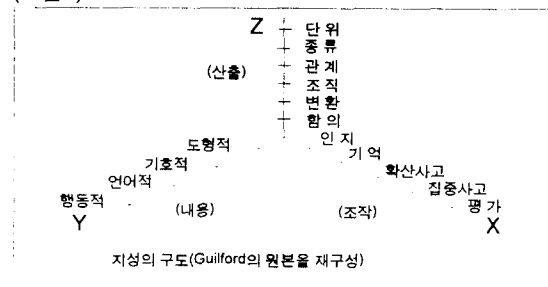 Z
단위
종류
(산출)
관계
조직
변환
함의
도형적
인지
기호적
기억
언어적
확산사고
행동적
집중사고
(내용)
(조작)
평가
Y
X
지성의 구도(Guilford의 원본을 재구성)